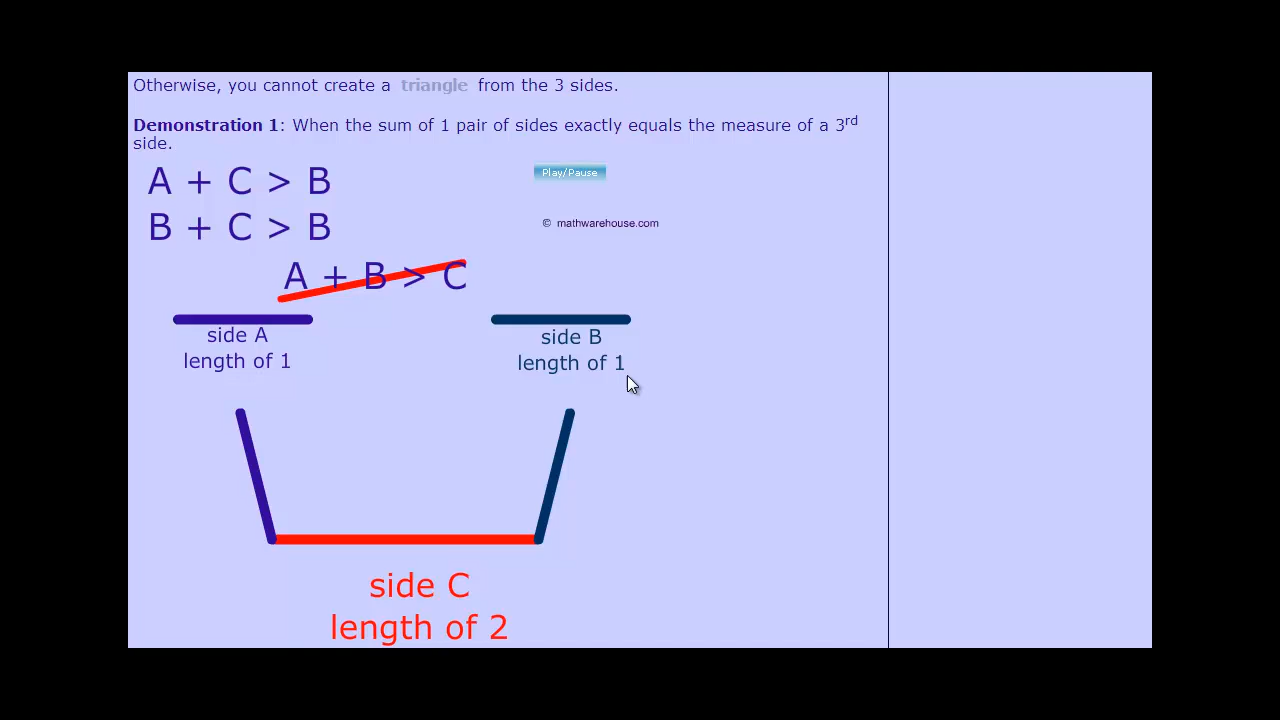 Otherwise, you cannot create a triangle from the 3 sides.
Demonstration 1: When the sum of 1 pair of sides exactly equals the measure of a 3rd
side.
A + C > B
Play/Pause
B + C > B
© mathwarehouse.com
A + B > C
side A
length of 1
side B
length of 1
side C
length of 2